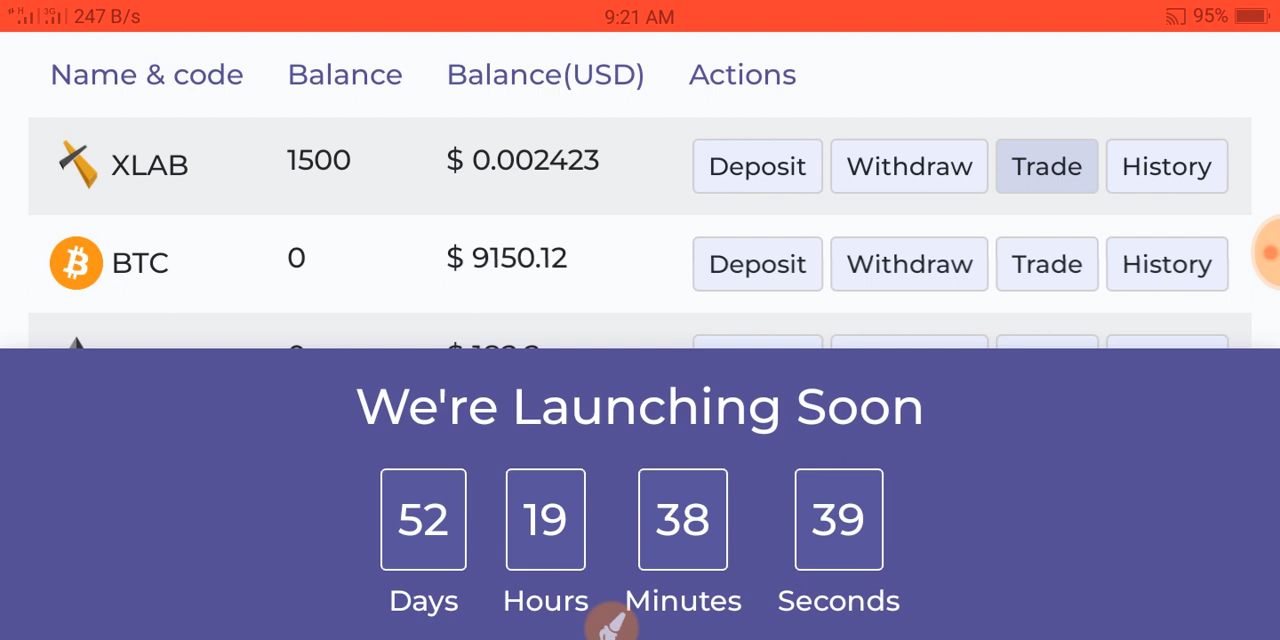 247 B/s 9:21 AM 95%
Name & code Balance Balance(USD) Actions
XLAB 1500 $ 0.002423 Deposit Withdraw Trade History
BTC 0 $ 9150.12 Deposit Withdraw Trade History
We're Launching Soon
52 19 38 39
Days Hours Minutes Seconds